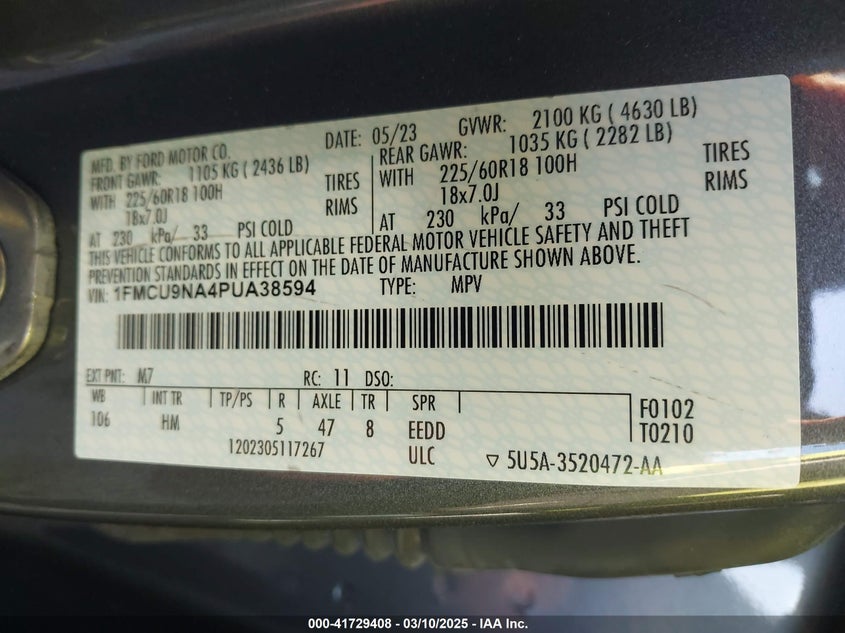 MFD. BY FORD MOTOR CO. DATE: 05/23 GVWR: 2100 KG ( 4630 LB)
FRONT GAWR: 1105 KG ( 2436 LB) REAR GAWR: 1035 KG ( 2282 LB)
WITH 225/60R18 100H TIRES WITH 225/60R18 100H TIRES
18x7.0J RIMS 18x7.0J RIMS
AT 230 kPa/ 33 PSI COLD AT 230 kPa/ 33 PSI COLD
THIS VEHICLE CONFORMS TO ALL APPLICABLE FEDERAL MOTOR VEHICLE SAFETY AND THEFT
PREVENTION STANDARDS IN EFFECT ON THE DATE OF MANUFACTURE SHOWN ABOVE.
VIN: 1FMCU9NA4PUA38594 TYPE: MPV
EXT PNT: M7 RC: 11 DSO:
WB INT TR TP/PS R AXLE TR SPR F0102
106 HM 5 47 8 EEDD T0210
1202305117267 ULC ▽ 5U5A-3520472-AA
000-41729408 — 03/10/2025 — IAA Inc.